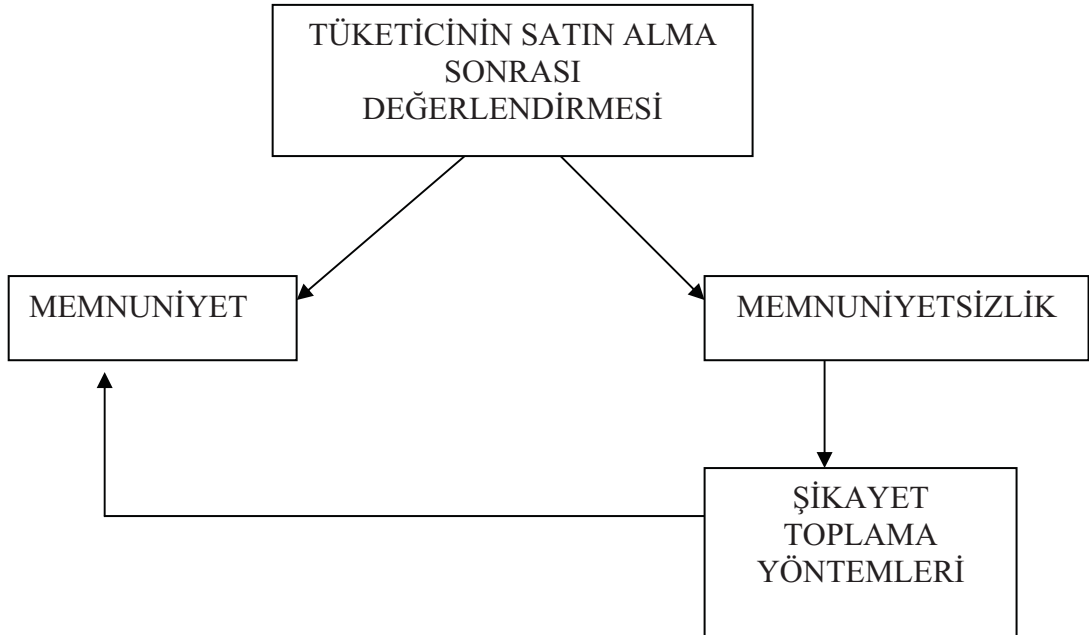 TÜKETİCİNİN SATIN ALMA
SONRASI
DEĞERLENDİRMESİ
MEMNUNİYET
MEMNUNİYETSİZLİK
ŞİKAYET
TOPLAMA
YÖNTEMLERİ